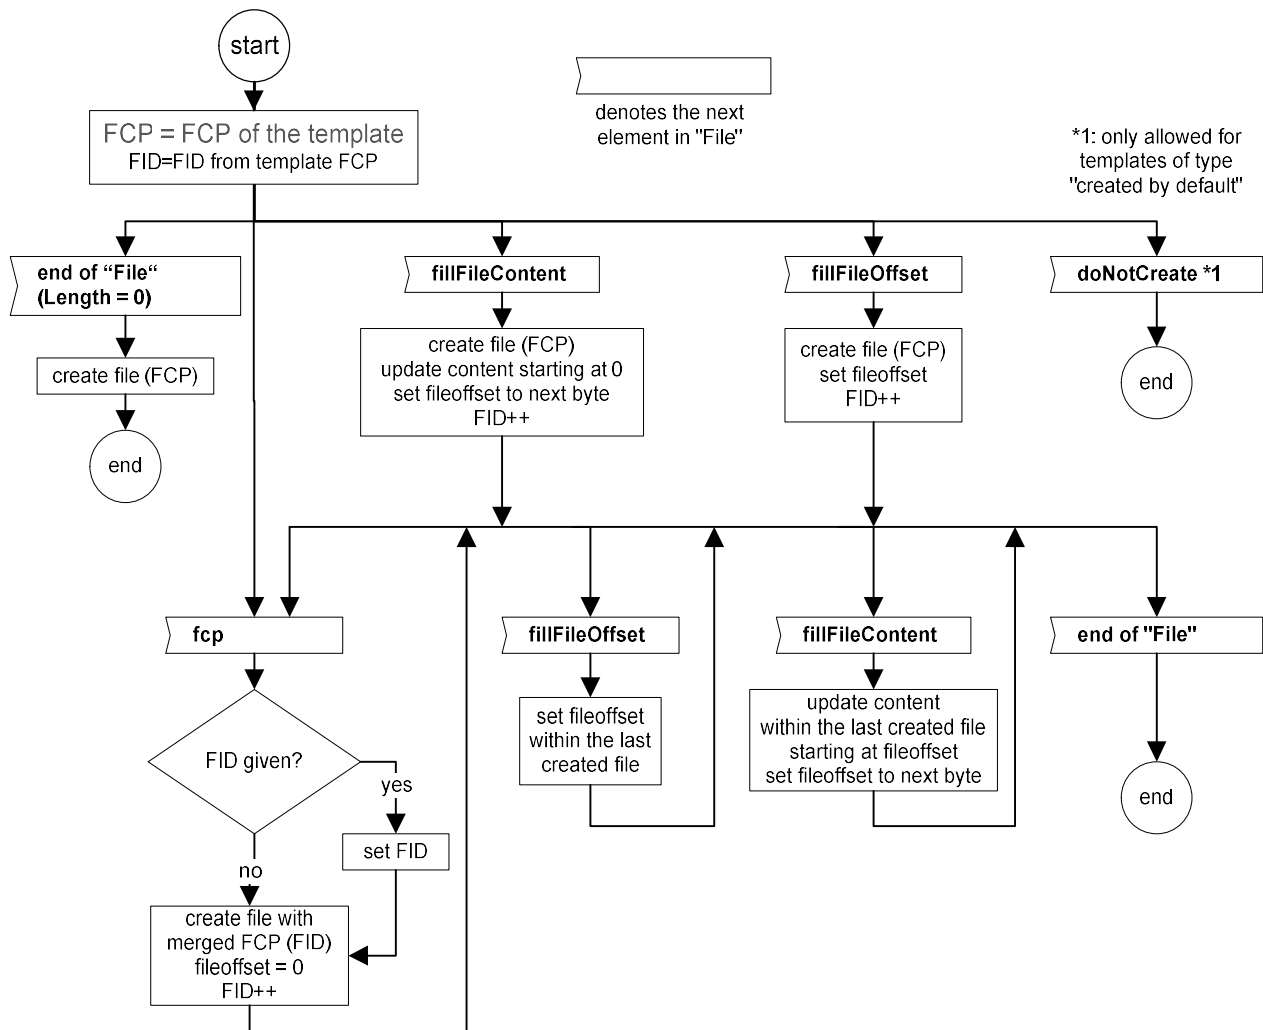 start
FCP = FCP of the template
FID=FID from template FCP
denotes the next
element in "File"
*1: only allowed for
templates of type
"created by default"
end of “File“
(Length = 0)
fillFileContent
fillFileOffset
doNotCreate *1
create file (FCP)
end
create file (FCP)
update content starting at 0
set fileoffset to next byte
FID++
create file (FCP)
set fileoffset
FID++
end
fcp
fillFileOffset
fillFileContent
end of "File"
FID given?
yes
set FID
no
create file with
merged FCP (FID)
fileoffset = 0
FID++
set fileoffset
within the last
created file
update content
within the last created file
starting at fileoffset
set fileoffset to next byte
end